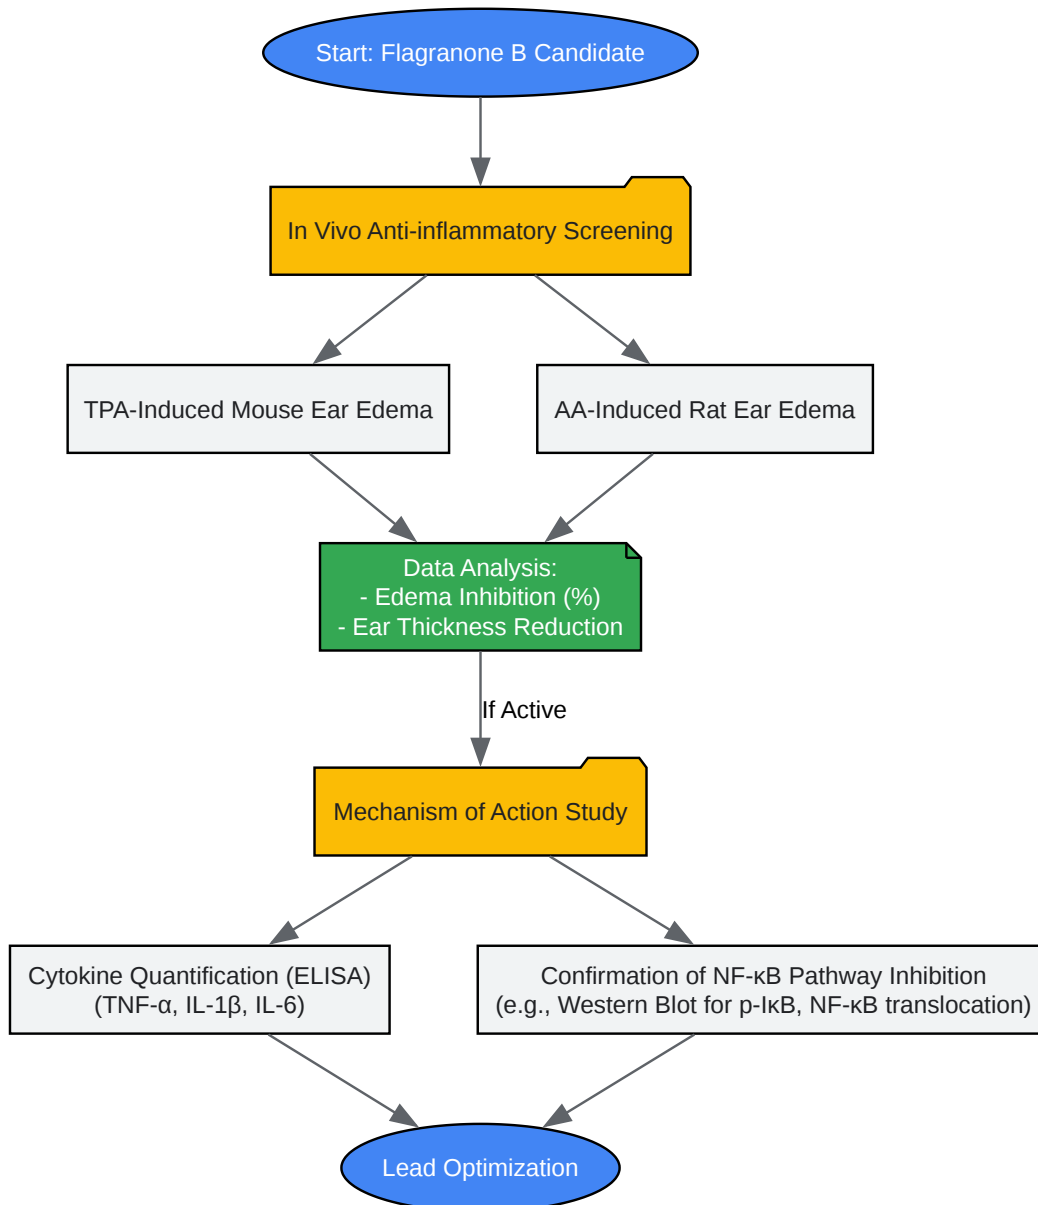 Start: Flagranone B Candidate
In Vivo Anti-inflammatory Screening
TPA-Induced Mouse Ear Edema
AA-Induced Rat Ear Edema
Data Analysis:
- Edema Inhibition (%)
- Ear Thickness Reduction
If Active
Mechanism of Action Study
Cytokine Quantification (ELISA)
(TNF-α, IL-1β, IL-6)
Confirmation of NF-κB Pathway Inhibition
(e.g., Western Blot for p-IκB, NF-κB translocation)
Lead Optimization